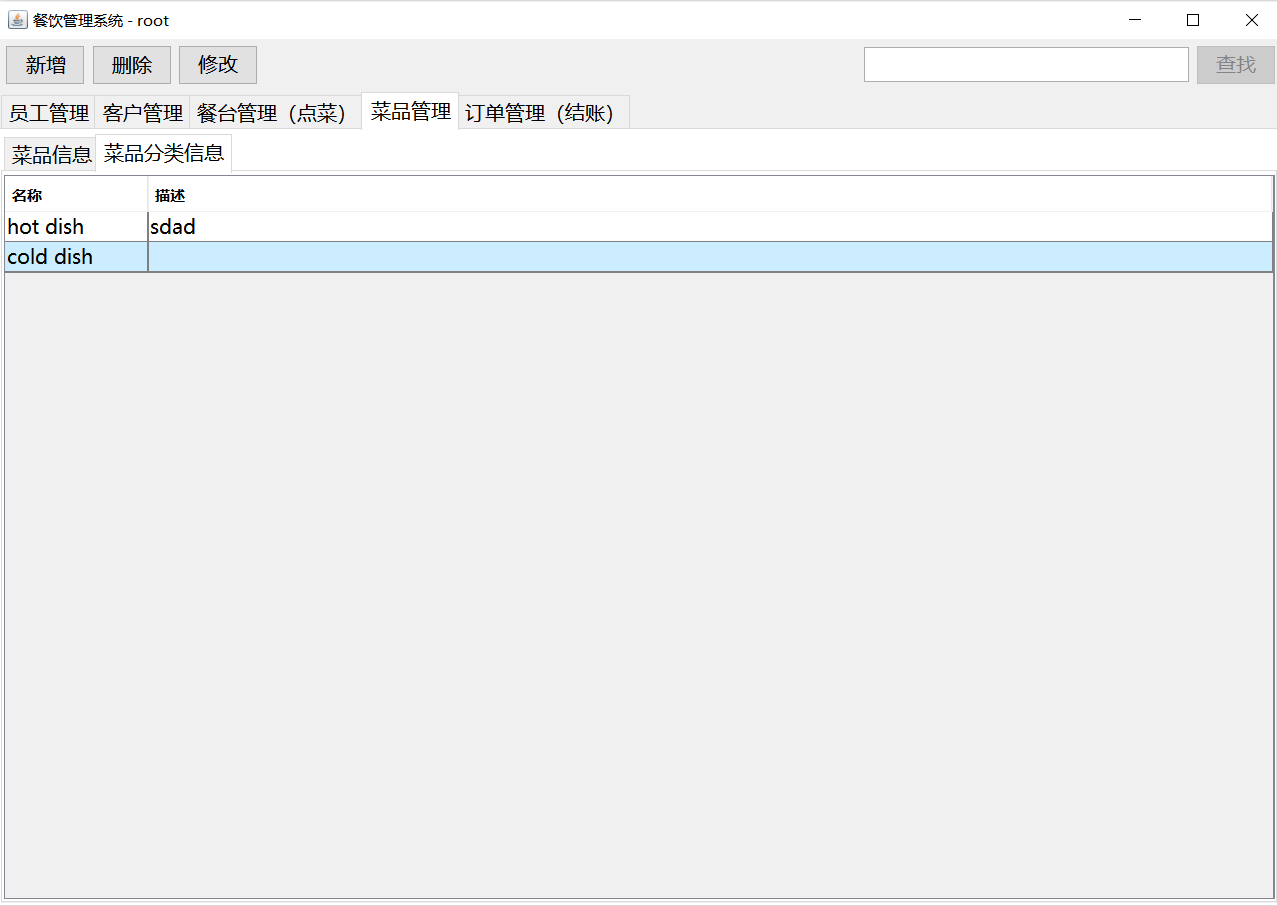 餐饮管理系统 - root
新增 删除 修改 查找
员工管理 客户管理 餐台管理（点菜） 菜品管理 订单管理（结账）
菜品信息 菜品分类信息
名称 描述
hot dish sdad
cold dish